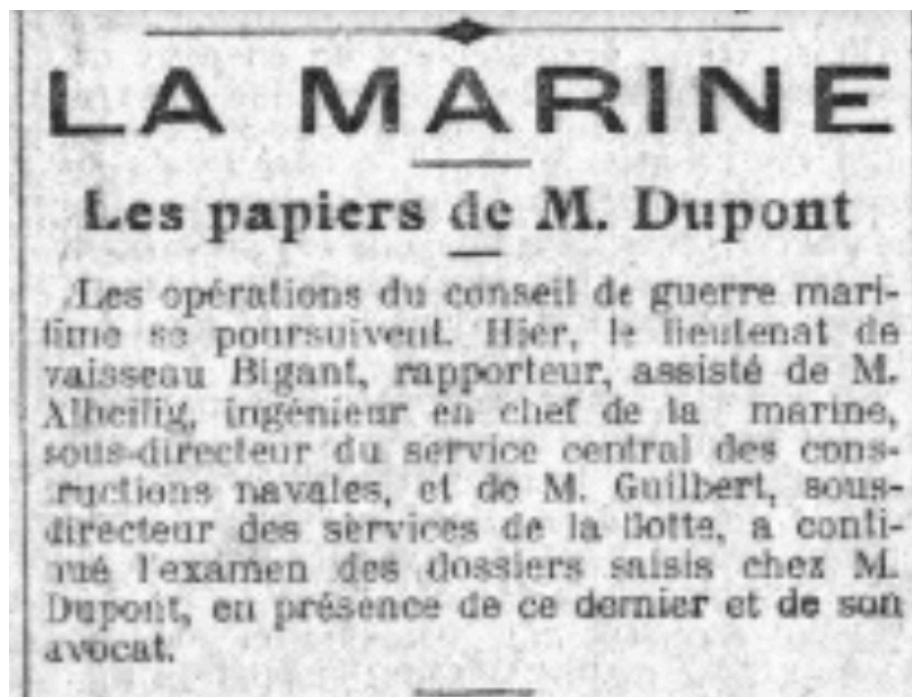 LA MARINE
Les papiers de M. Dupont
Les opérations du conseil de guerre mari-
time se poursuivent. Hier, le lieutenat de
vaisseau Bigant, rapporteur, assisté de M.
Alheilig, ingénieur en chef de la marine,
sous-directeur du service central des cons-
tructions navales, et de M. Guilbert, sous-
directeur des services de la flotte, a conti-
nué l'examen des dossiers saisis chez M.
Dupont, en présence de ce dernier et de son
avocat.